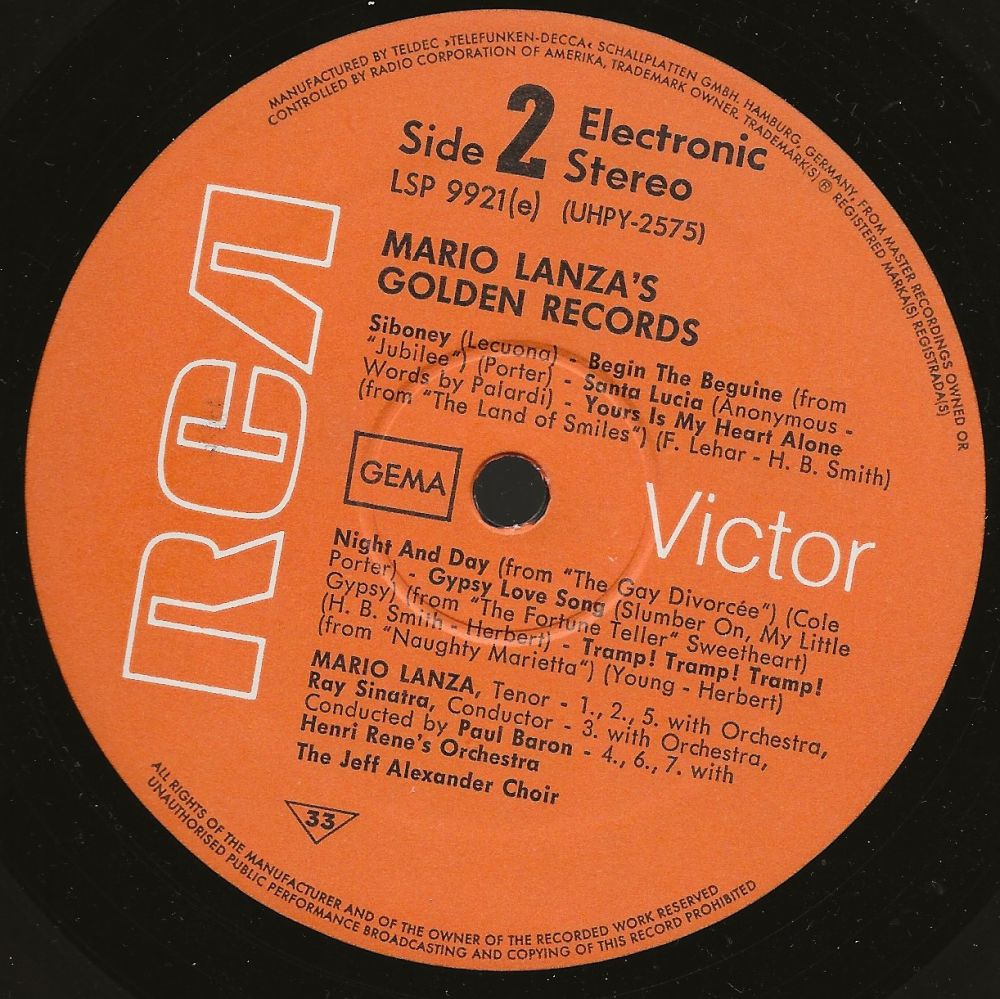 MANUFACTURED BY TELDEC »TELEFUNKEN-DECCA« SCHALLPLATTEN GMBH. HAMBURG, GERMANY, FROM MASTER RECORDINGS OWNED OR
CONTROLLED BY RADIO CORPORATION OF AMERIKA, TRADEMARK OWNER. TRADEMARK(S) ® REGISTERED MARKA(S) REGISTRADA(S)
Side 2 Electronic Stereo
LSP 9921(e) (UHPY-2575)
MARIO LANZA'S
GOLDEN RECORDS
Siboney (Lecuona) - Begin The Beguine (from
"Jubilee") (Porter) - Santa Lucia (Anonymous -
Words by Palardi) - Yours Is My Heart Alone
(from "The Land of Smiles") (F. Lehar - H. B. Smith)
RCA
GEMA
Victor
Night And Day (from "The Gay Divorcée") (Cole
Porter) - Gypsy Love Song (Slumber On, My Little
Gypsy) (from "The Fortune Teller" Sweetheart)
(H. B. Smith - Herbert) - Tramp! Tramp! Tramp!
(from "Naughty Marietta") (Young - Herbert)
MARIO LANZA, Tenor - 1., 2., 5. with Orchestra,
Ray Sinatra, Conductor - 3. with Orchestra,
Conducted by Paul Baron - 4., 6., 7. with
Henri Rene's Orchestra
The Jeff Alexander Choir
33
ALL RIGHTS OF THE MANUFACTURER AND OF THE OWNER OF THE RECORDED WORK RESERVED
UNAUTHORISED PUBLIC PERFORMANCE BROADCASTING AND COPYING OF THIS RECORD PROHIBITED